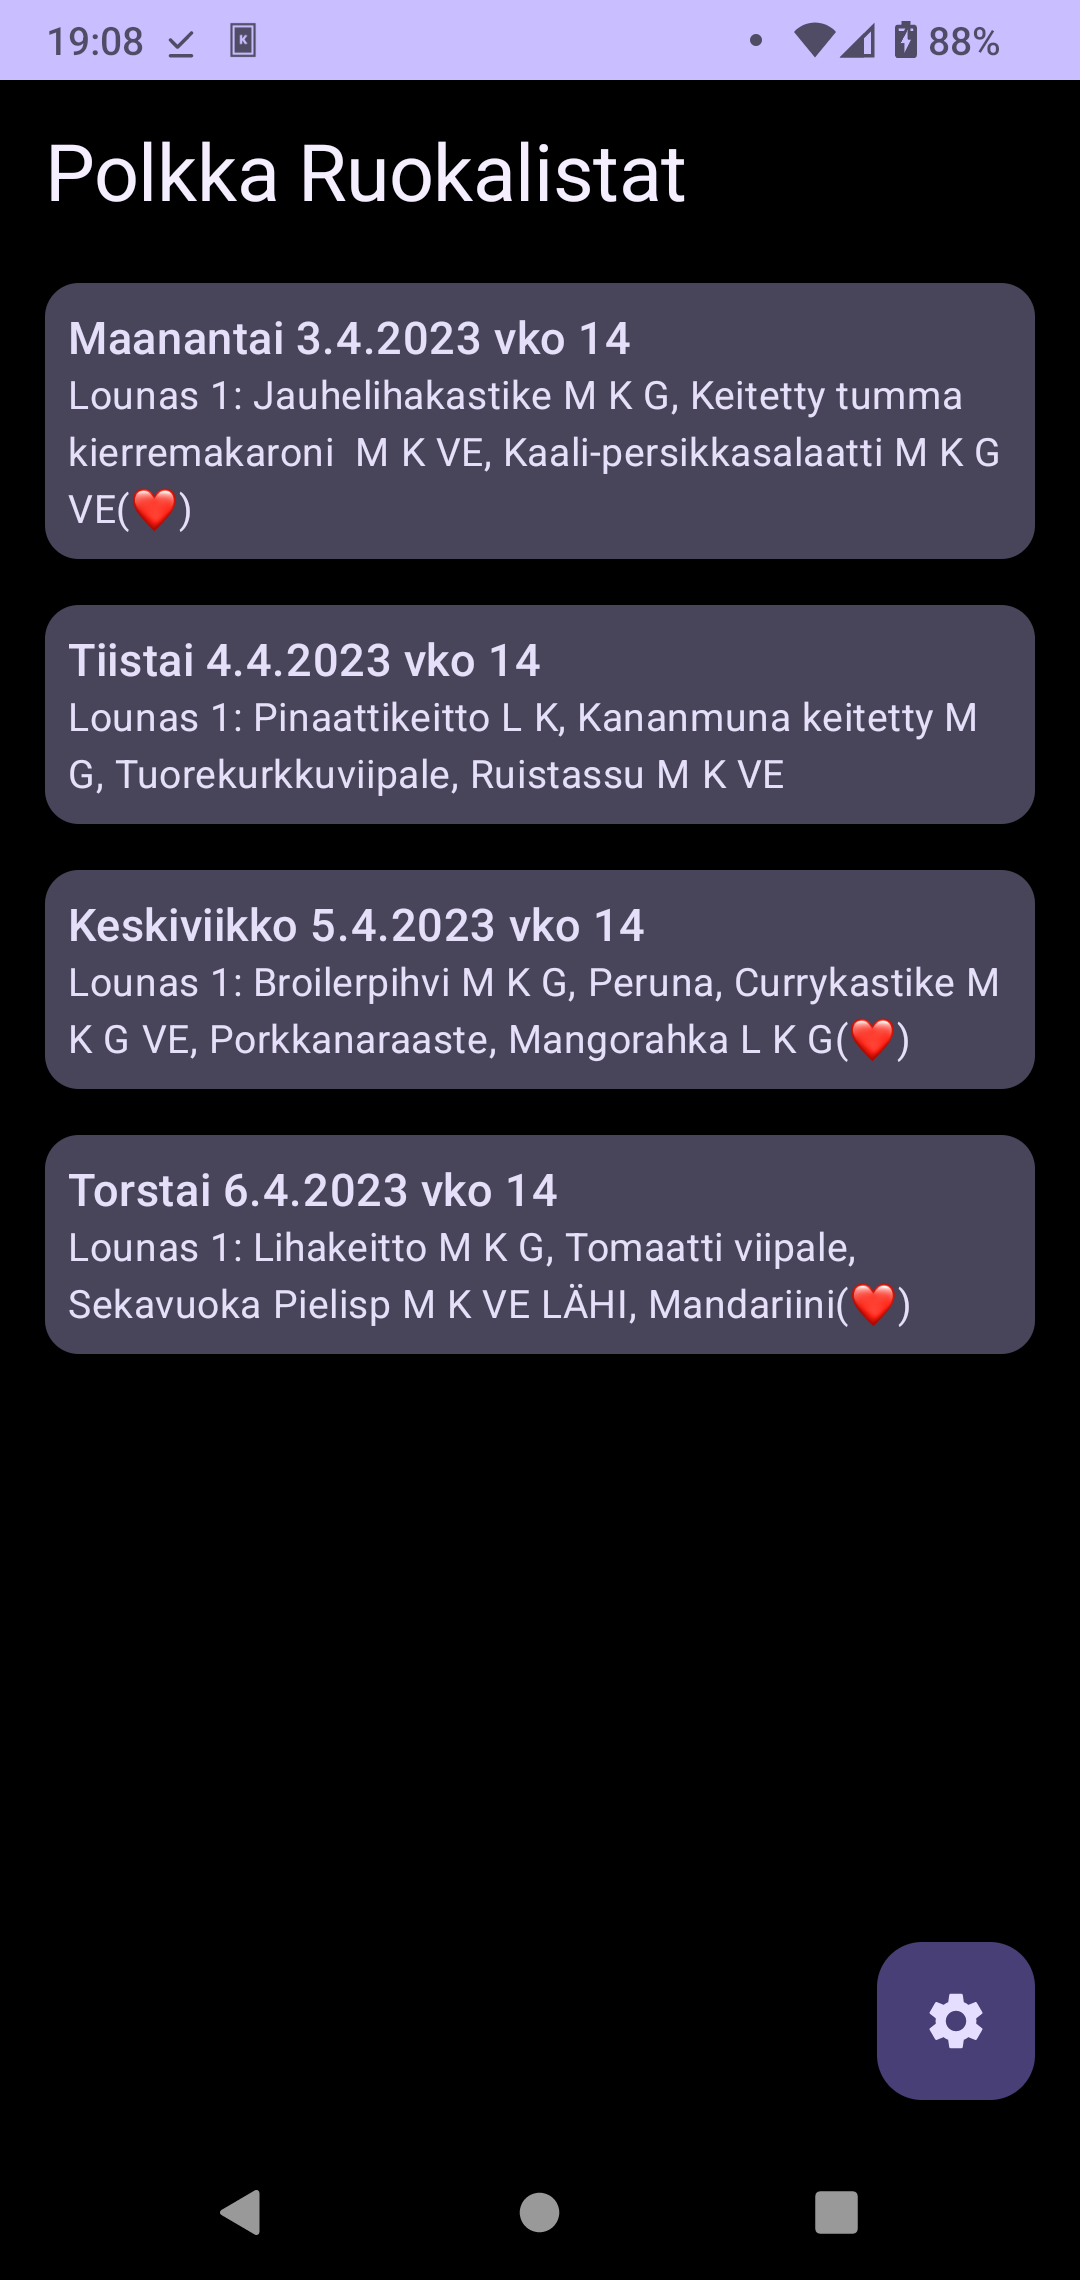 19:08 K 88%
Polkka Ruokalistat
Maanantai 3.4.2023 vko 14
Lounas 1: Jauhelihakastike M K G, Keitetty tumma
kierremakaroni  M K VE, Kaali-persikkasalaatti M K G
VE(❤️)
Tiistai 4.4.2023 vko 14
Lounas 1: Pinaattikeitto L K, Kananmuna keitetty M
G, Tuorekurkkuviipale, Ruistassu M K VE
Keskiviikko 5.4.2023 vko 14
Lounas 1: Broilerpihvi M K G, Peruna, Currykastike M
K G VE, Porkkanaraaste, Mangorahka L K G(❤️)
Torstai 6.4.2023 vko 14
Lounas 1: Lihakeitto M K G, Tomaatti viipale,
Sekavuoka Pielisp M K VE LÄHI, Mandariini(❤️)